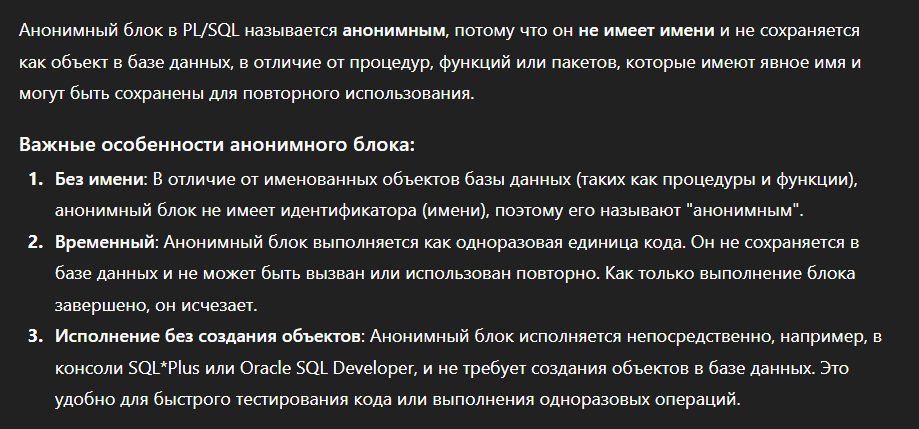 Анонимный блок в PL/SQL называется анонимным, потому что он не имеет имени и не сохраняется
как объект в базе данных, в отличие от процедур, функций или пакетов, которые имеют явное имя и
могут быть сохранены для повторного использования.
Важные особенности анонимного блока:
1. Без имени: В отличие от именованных объектов базы данных (таких как процедуры и функции),
анонимный блок не имеет идентификатора (имени), поэтому его называют "анонимным".
2. Временный: Анонимный блок выполняется как одноразовая единица кода. Он не сохраняется в
базе данных и не может быть вызван или использован повторно. Как только выполнение блока
завершено, он исчезает.
3. Исполнение без создания объектов: Анонимный блок исполняется непосредственно, например, в
консоли SQL*Plus или Oracle SQL Developer, и не требует создания объектов в базе данных. Это
удобно для быстрого тестирования кода или выполнения одноразовых операций.